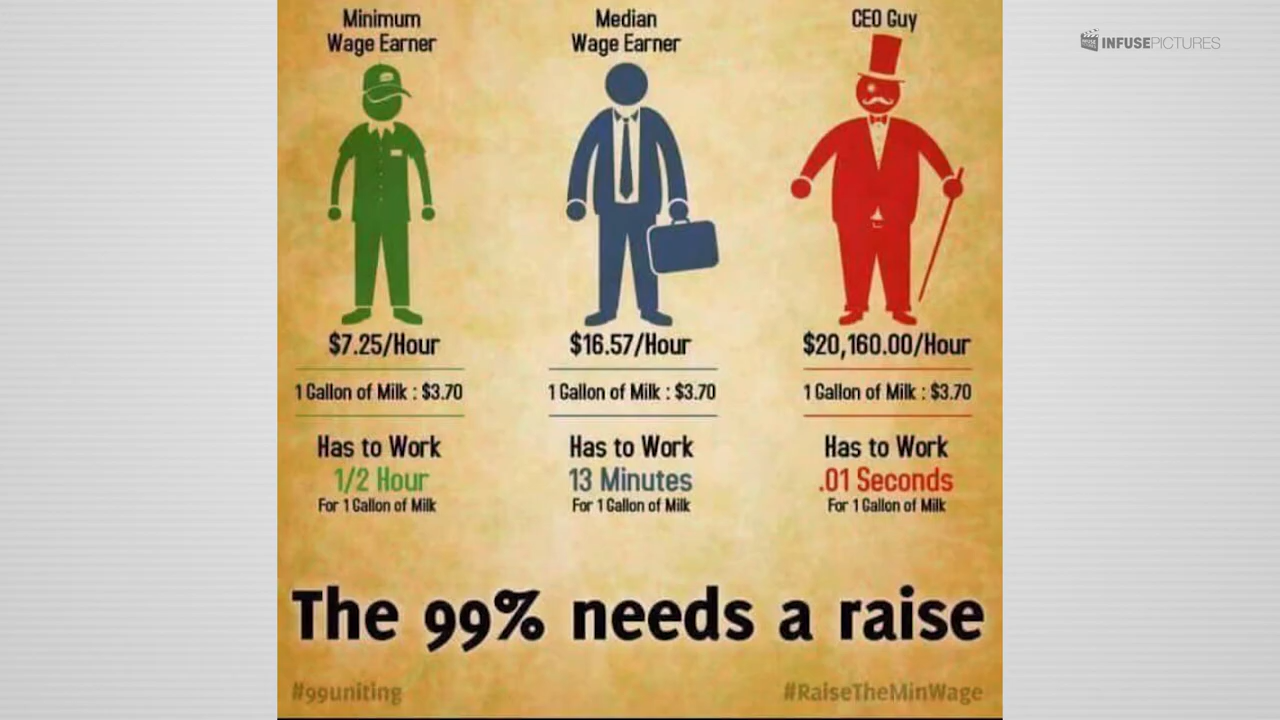 Minimum
Wage Earner
Median
Wage Earner
CEO Guy
INFUSEPICTURES
$7.25/Hour
$16.57/Hour
$20,160.00/Hour
1 Gallon of Milk : $3.70
1 Gallon of Milk : $3.70
1 Gallon of Milk : $3.70
Has to Work
1/2 Hour
For 1 Gallon of Milk
Has to Work
13 Minutes
For 1 Gallon of Milk
Has to Work
.01 Seconds
For 1 Gallon of Milk
The 99% needs a raise
#99uniting
#RaiseTheMinWage